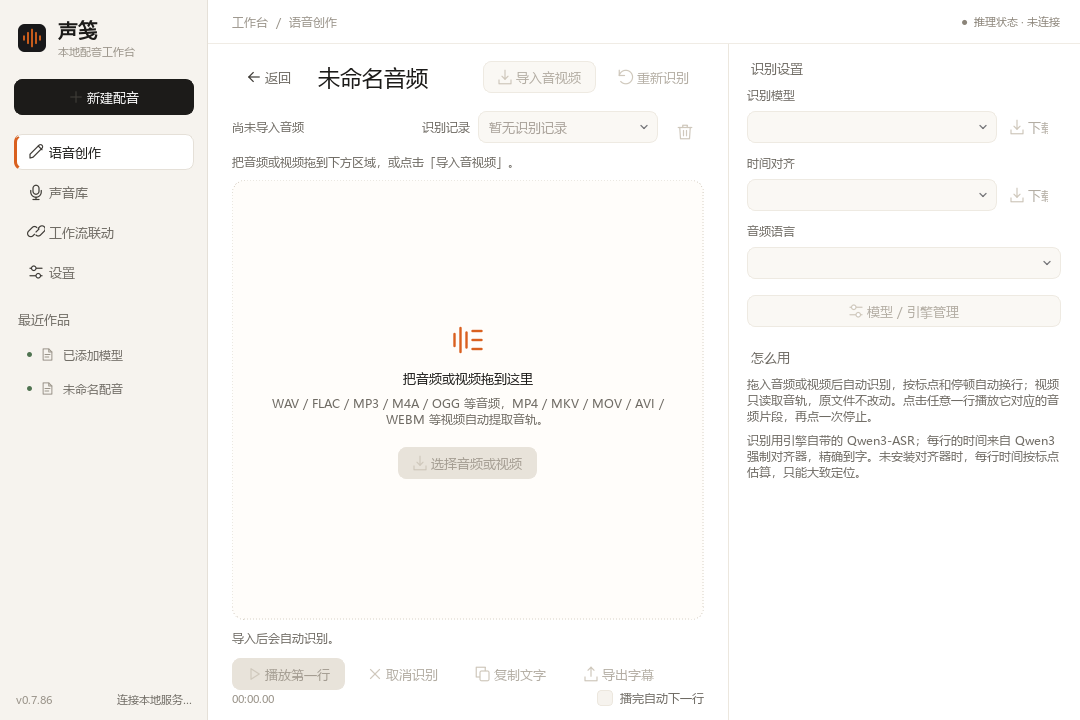 声笺
本地配音工作台
新建配音
语音创作
声音库
工作流联动
设置
最近作品
已添加模型
未命名配音
v0.7.86
连接本地服务...
工作台 / 语音创作
推理状态 · 未连接
返回
未命名音频
导入音视频
重新识别
尚未导入音频
识别记录
暂无识别记录
把音频或视频拖到下方区域，或点击「导入音视频」。
把音频或视频拖到这里
WAV / FLAC / MP3 / M4A / OGG 等音频，MP4 / MKV / MOV / AVI /
WEBM 等视频自动提取音轨。
选择音频或视频
导入后会自动识别。
播放第一行
取消识别
复制文字
导出字幕
00:00.00
播完自动下一行
识别设置
识别模型
下载
时间对齐
下载
音频语言
模型 / 引擎管理
怎么用
拖入音频或视频后自动识别，按标点和停顿自动换行；视频
只读取音轨，原文件不改动。点击任意一行播放它对应的音
频片段，再点一次停止。
识别用引擎自带的 Qwen3-ASR；每行的时间来自 Qwen3
强制对齐器，精确到字。未安装对齐器时，每行时间按标点
估算，只能大致定位。